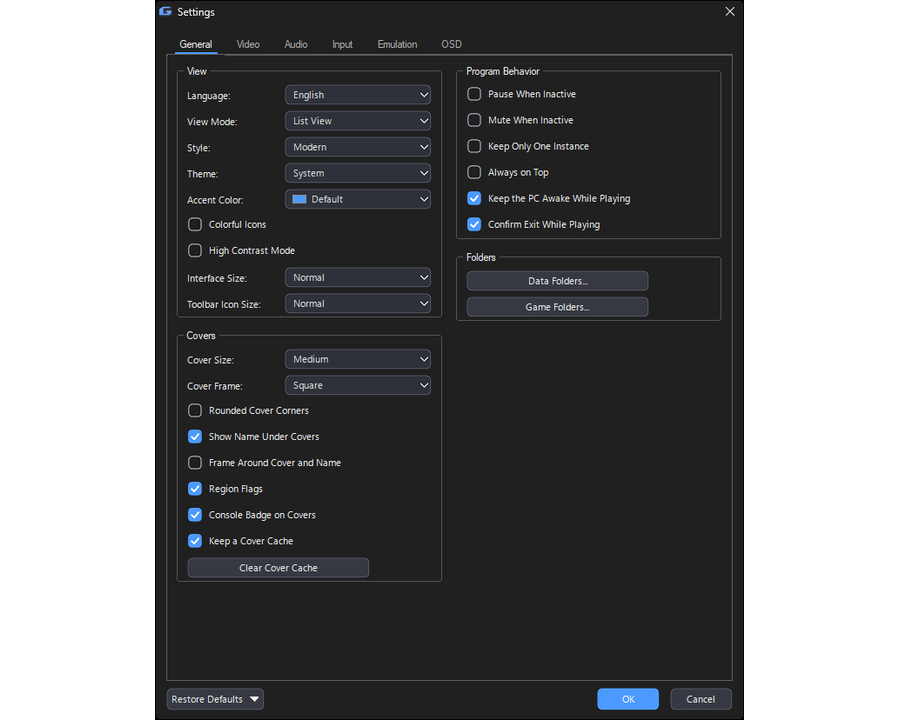 Settings
General
Video
Audio
Input
Emulation
OSD
View
Language:
English
View Mode:
List View
Style:
Modern
Theme:
System
Accent Color:
Default
Colorful Icons
High Contrast Mode
Interface Size:
Normal
Toolbar Icon Size:
Normal
Covers
Cover Size:
Medium
Cover Frame:
Square
Rounded Cover Corners
Show Name Under Covers
Frame Around Cover and Name
Region Flags
Console Badge on Covers
Keep a Cover Cache
Clear Cover Cache
Program Behavior
Pause When Inactive
Mute When Inactive
Keep Only One Instance
Always on Top
Keep the PC Awake While Playing
Confirm Exit While Playing
Folders
Data Folders...
Game Folders...
Restore Defaults
OK
Cancel